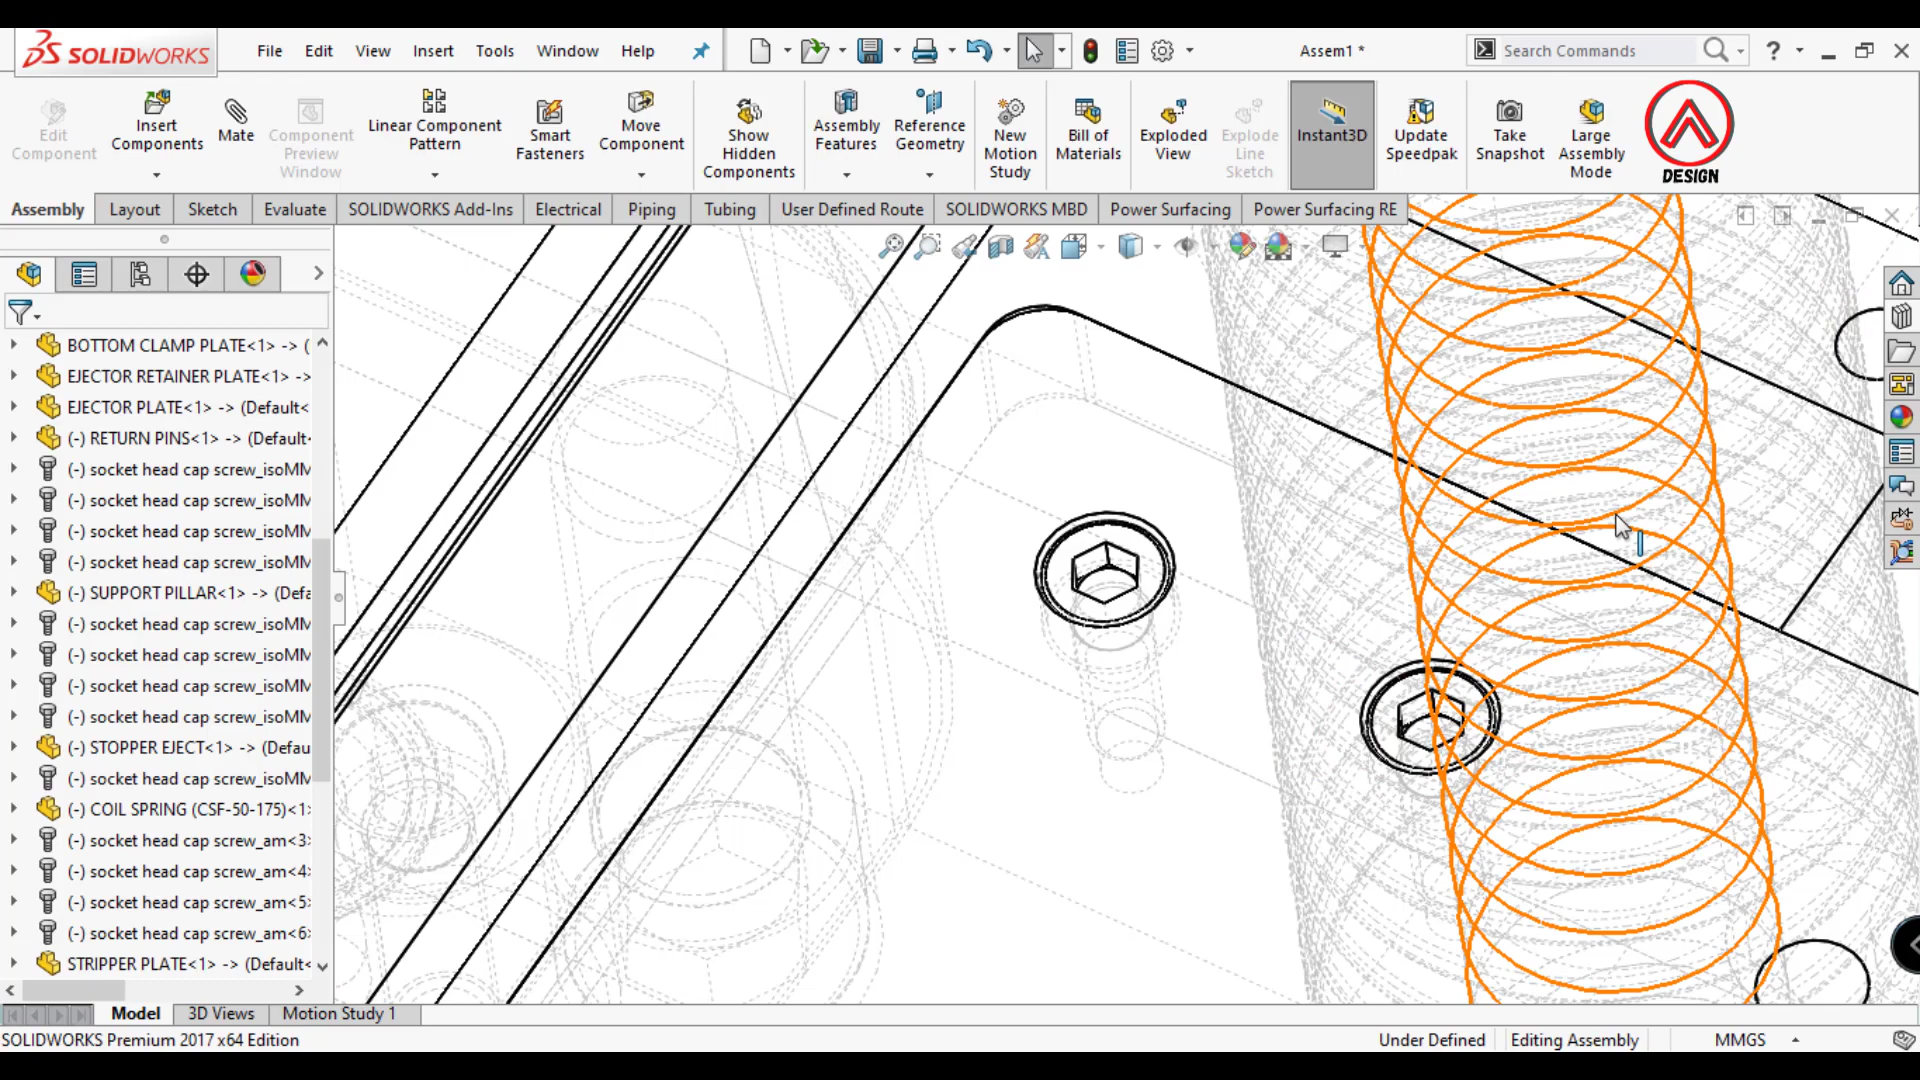 SOLIDWORKS
File Edit View Insert Tools Window Help
Assem1 *
Search Commands
Edit Component
Insert Components
Mate
Component Preview Window
Linear Component Pattern
Smart Fasteners
Move Component
Show Hidden Components
Assembly Features
Reference Geometry
New Motion Study
Bill of Materials
Exploded View
Explode Line Sketch
Instant3D
Update Speedpak
Take Snapshot
Large Assembly Mode
DESIGN
Assembly Layout Sketch Evaluate SOLIDWORKS Add-Ins Electrical Piping Tubing User Defined Route SOLIDWORKS MBD Power Surfacing Power Surfacing RE
BOTTOM CLAMP PLATE<1> -> (
EJECTOR RETAINER PLATE<1> ->
EJECTOR PLATE<1> -> (Default<
(-) RETURN PINS<1> -> (Default<
(-) socket head cap screw_isoMM
(-) socket head cap screw_isoMM
(-) socket head cap screw_isoMM
(-) socket head cap screw_isoMM
(-) SUPPORT PILLAR<1> -> (Defa
(-) socket head cap screw_isoMM
(-) socket head cap screw_isoMM
(-) socket head cap screw_isoMM
(-) socket head cap screw_isoMM
(-) STOPPER EJECT<1> -> (Defau
(-) socket head cap screw_isoMM
(-) COIL SPRING (CSF-50-175)<1>
(-) socket head cap screw_am<3>
(-) socket head cap screw_am<4>
(-) socket head cap screw_am<5>
(-) socket head cap screw_am<6>
STRIPPER PLATE<1> -> (Default<
Model 3D Views Motion Study 1
SOLIDWORKS Premium 2017 x64 Edition
Under Defined Editing Assembly MMGS